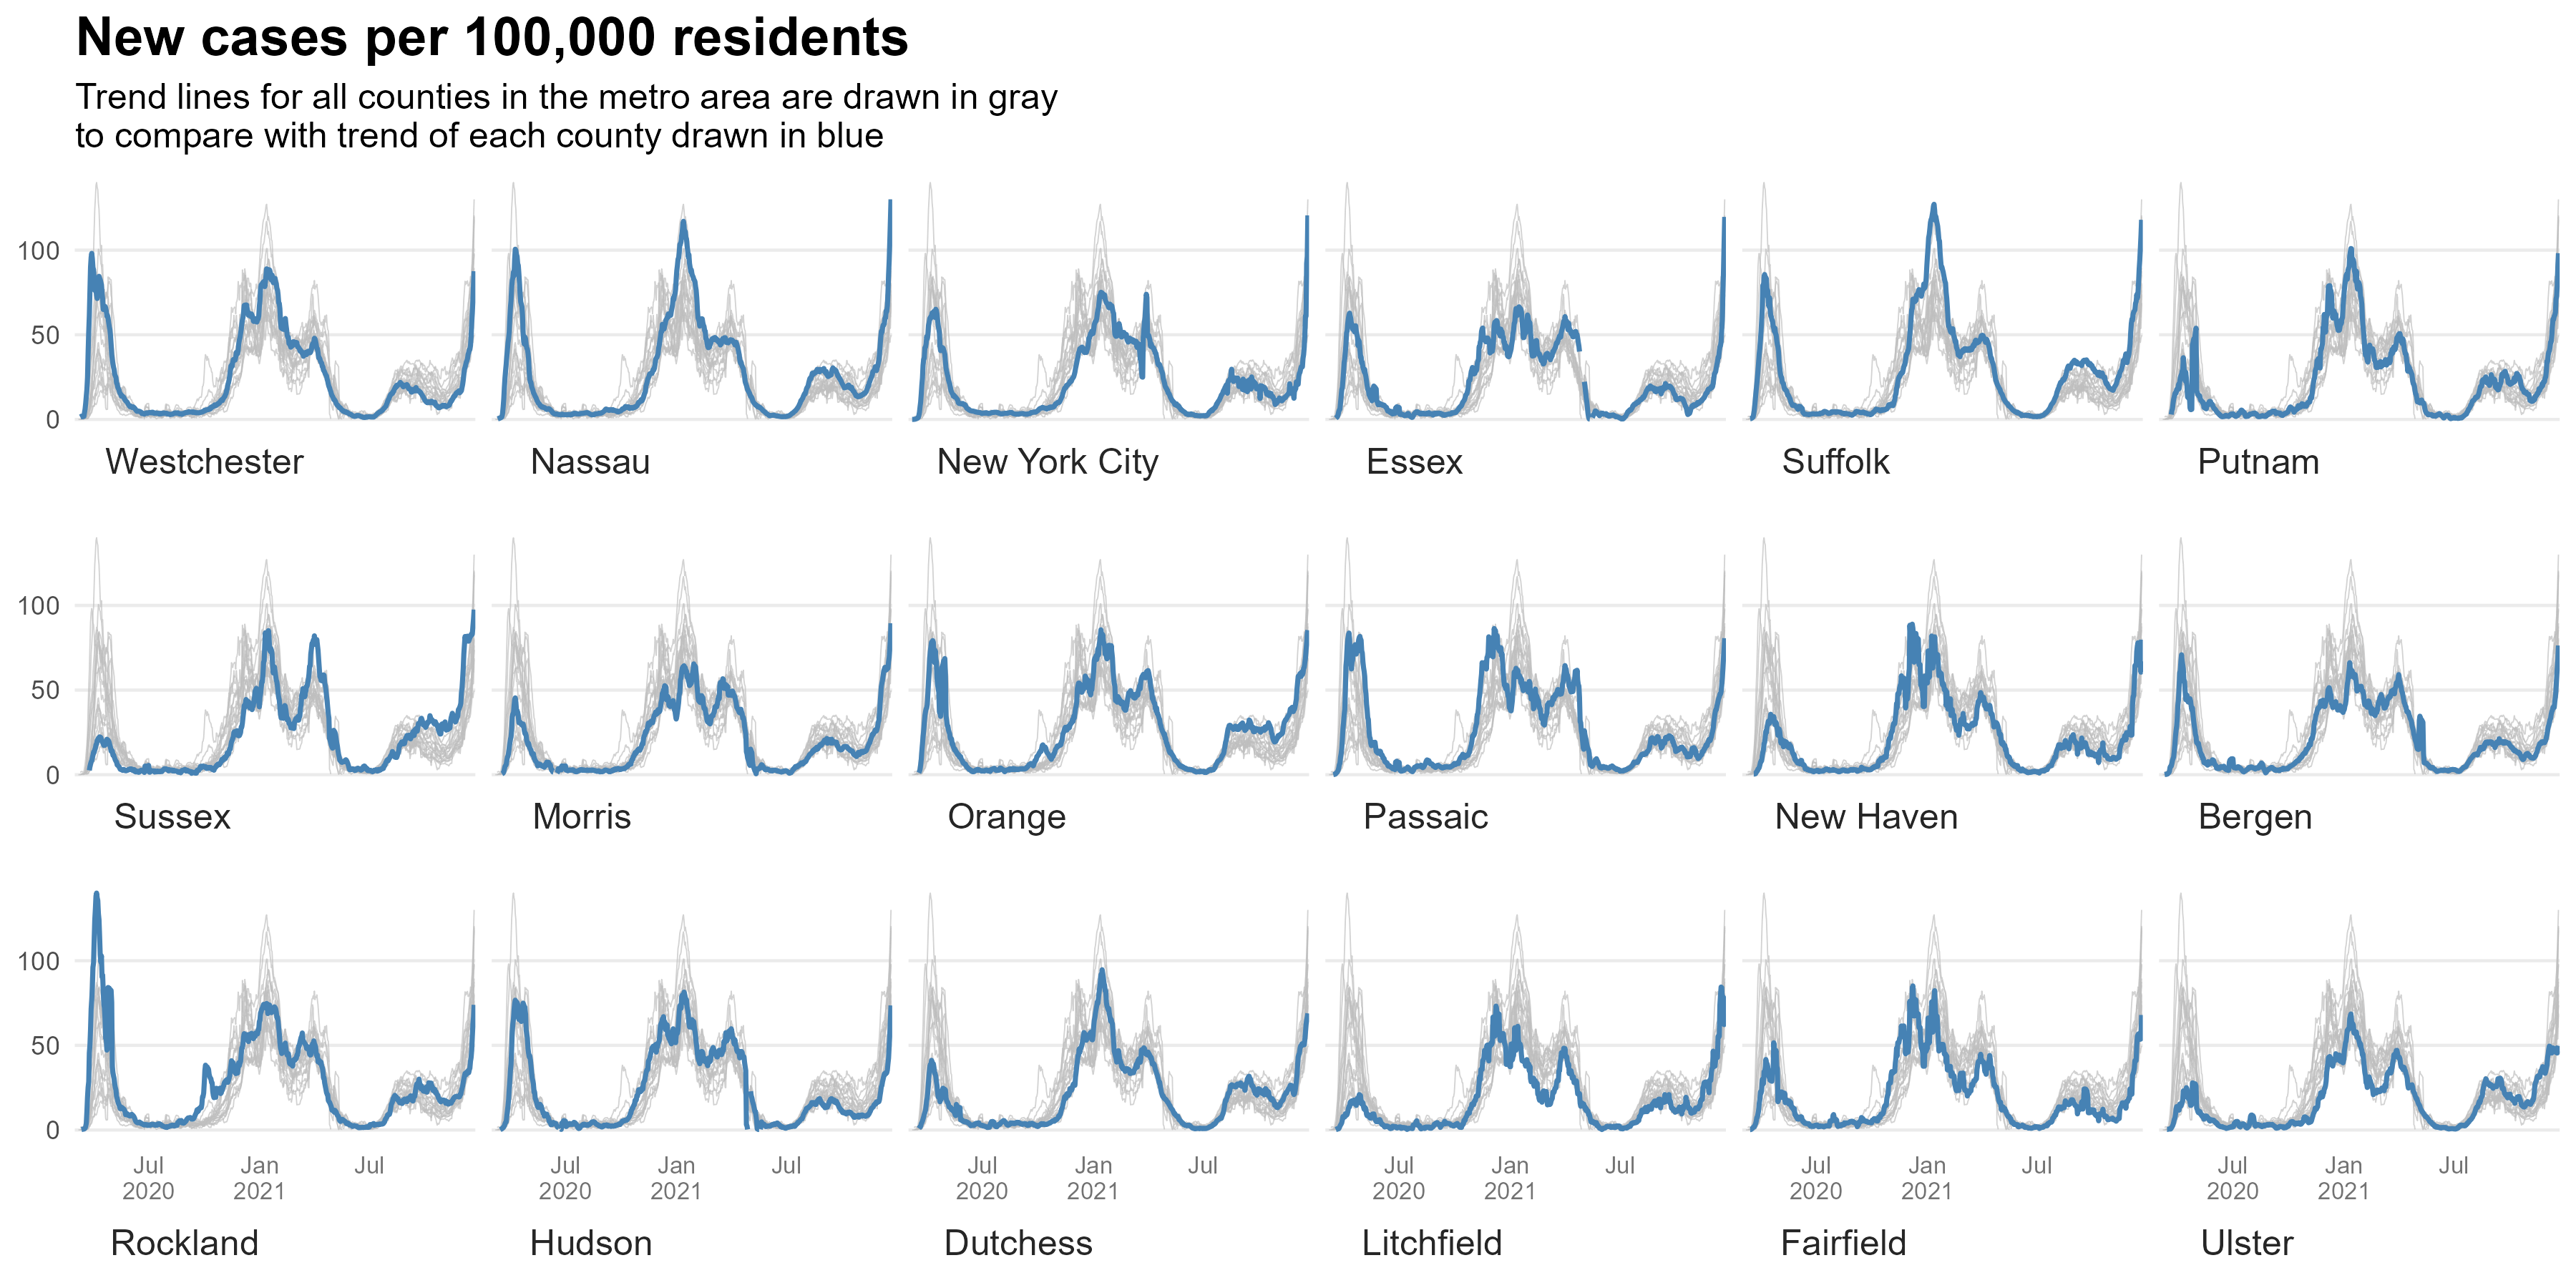 New cases per 100,000 residents
Trend lines for all counties in the metro area are drawn in gray
to compare with trend of each county drawn in blue
100
50
0
Westchester
Nassau
New York City
Essex
Suffolk
Putnam
100
50
0
Sussex
Morris
Orange
Passaic
New Haven
Bergen
100
50
0
Jul
2020
Jan
2021
Jul
Jul
2020
Jan
2021
Jul
Jul
2020
Jan
2021
Jul
Jul
2020
Jan
2021
Jul
Jul
2020
Jan
2021
Jul
Jul
2020
Jan
2021
Jul
Rockland
Hudson
Dutchess
Litchfield
Fairfield
Ulster